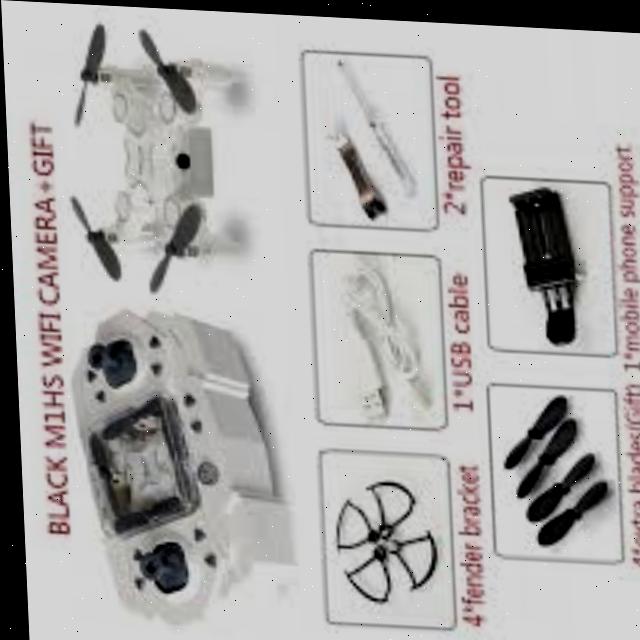 BLACK M1HS WIFI CAMERA+GIFT
2*repair tool
1*USB cable
4*fender bracket
1*mobile phone support
4*extra blades(Gift)